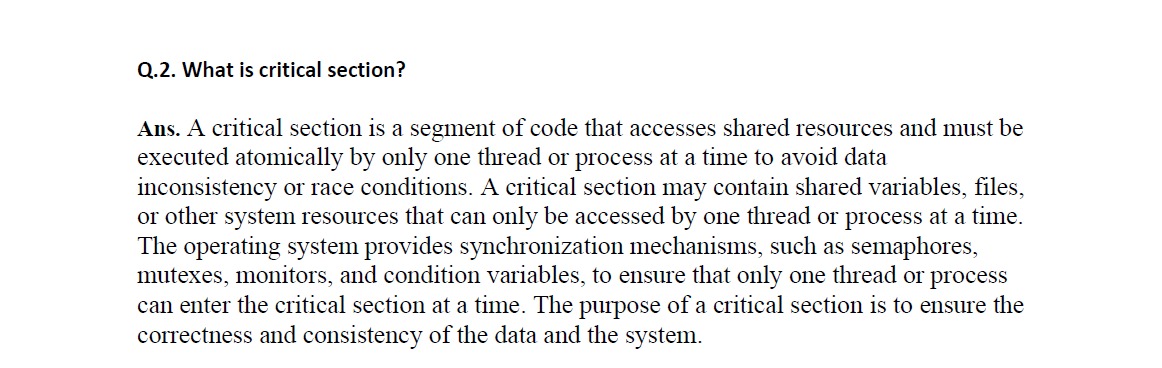 Q.2. What is critical section?
Ans. A critical section is a segment of code that accesses shared resources and must be
executed atomically by only one thread or process at a time to avoid data
inconsistency or race conditions. A critical section may contain shared variables, files,
or other system resources that can only be accessed by one thread or process at a time.
The operating system provides synchronization mechanisms, such as semaphores,
mutexes, monitors, and condition variables, to ensure that only one thread or process
can enter the critical section at a time. The purpose of a critical section is to ensure the
correctness and consistency of the data and the system.